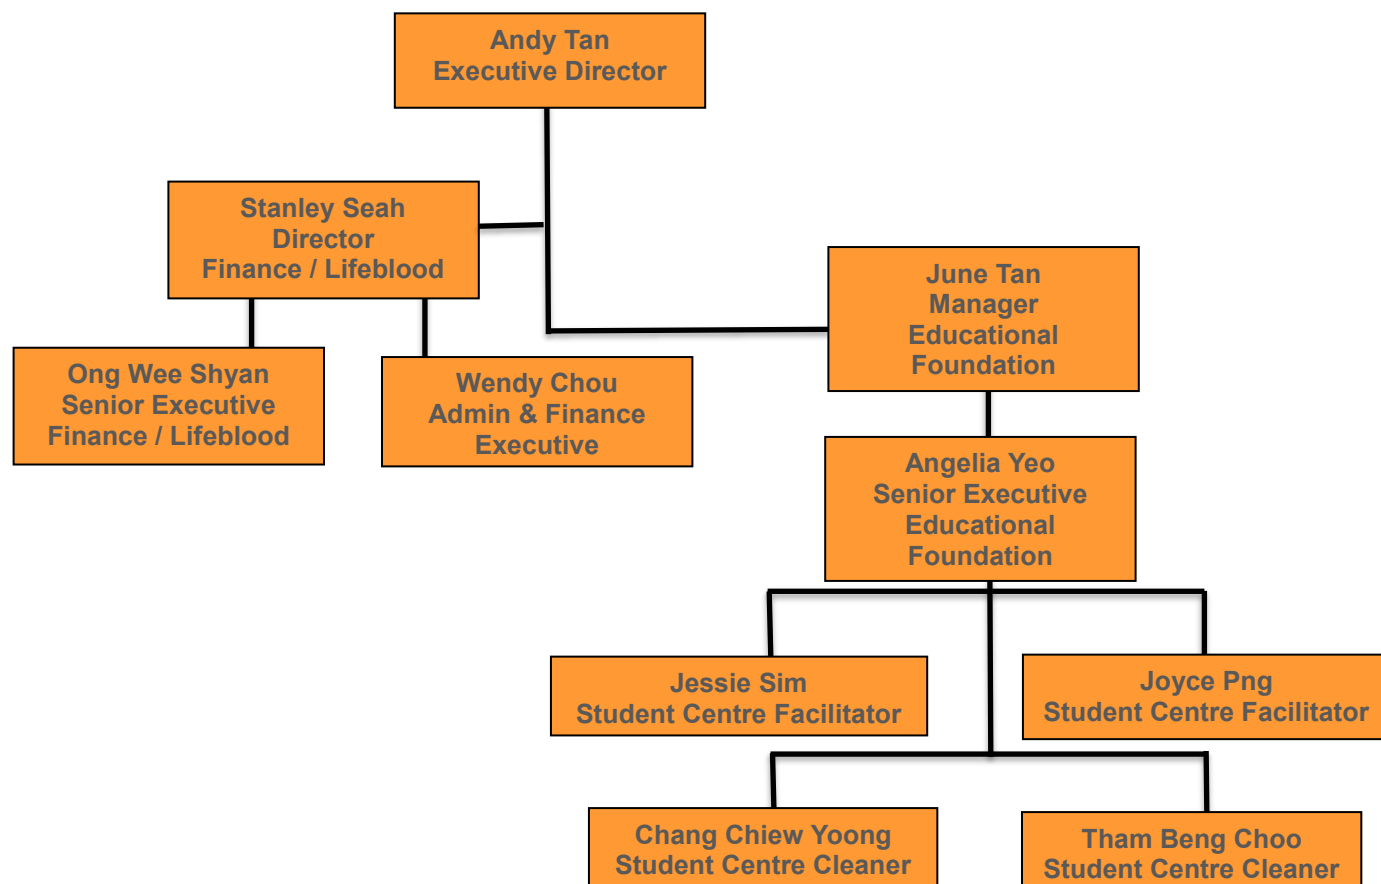 Andy Tan
Executive Director
Stanley Seah
Director
Finance / Lifeblood
June Tan
Manager
Educational
Foundation
Ong Wee Shyan
Senior Executive
Finance / Lifeblood
Wendy Chou
Admin & Finance
Executive
Angelia Yeo
Senior Executive
Educational
Foundation
Jessie Sim
Student Centre Facilitator
Joyce Png
Student Centre Facilitator
Chang Chiew Yoong
Student Centre Cleaner
Tham Beng Choo
Student Centre Cleaner